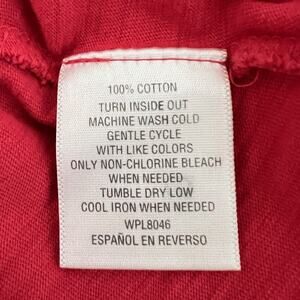 100% COTTON
TURN INSIDE OUT
MACHINE WASH COLD
GENTLE CYCLE
WITH LIKE COLORS
ONLY NON-CHLORINE BLEACH
WHEN NEEDED
TUMBLE DRY LOW
COOL IRON WHEN NEEDED
WPL8046
ESPAÑOL EN REVERSO